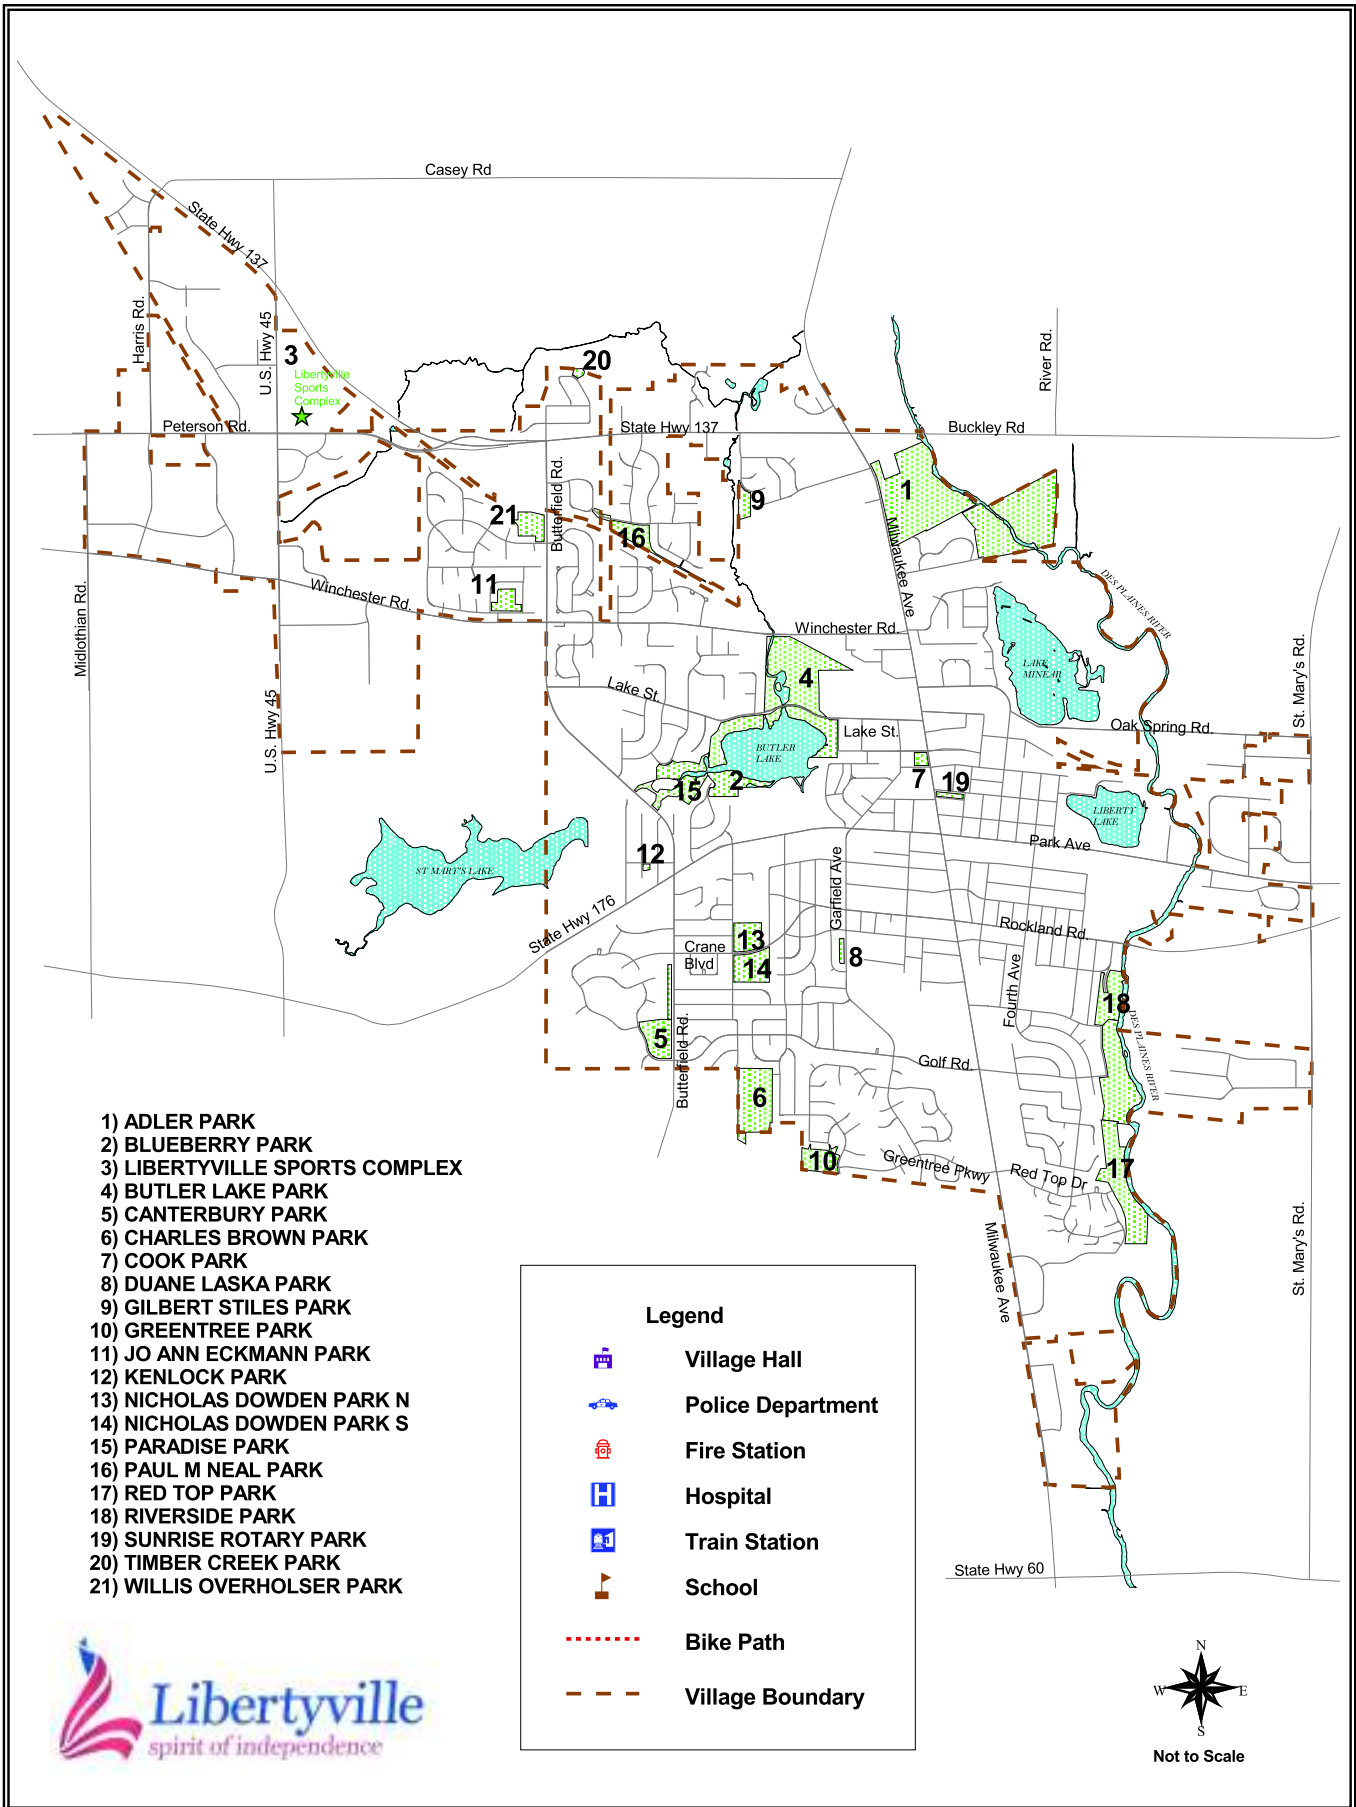 Casey Rd
State Hwy 137
Harris Rd.
U.S. Hwy 45
3
Libertyville
Sports
Complex
20
River Rd.
Peterson Rd.
State Hwy 137
Buckley Rd
Butterfield Rd.
21
16
9
1
Milwaukee Ave
11
Winchester Rd.
Midlothian Rd.
DES PLAINES RIVER
Winchester Rd.
4
LAKE
MINEAR
St. Mary's Rd.
Lake St.
U.S. Hwy 45
Lake St.
Oak Spring Rd.
BUTLER
LAKE
2
15
7
19
LIBERTY
LAKE
Park Ave
12
ST MARY'S LAKE
Garfield Ave
State Hwy 176
Rockland Rd.
Crane
Blvd
13
14
8
Fourth Ave
18
DES PLAINES RIVER
5
Butterfield Rd.
Golf Rd.
6
10
Greentree Pkwy
Red Top Dr
17
Milwaukee Ave
St. Mary's Rd.
State Hwy 60
1) ADLER PARK
2) BLUEBERRY PARK
3) LIBERTYVILLE SPORTS COMPLEX
4) BUTLER LAKE PARK
5) CANTERBURY PARK
6) CHARLES BROWN PARK
7) COOK PARK
8) DUANE LASKA PARK
9) GILBERT STILES PARK
10) GREENTREE PARK
11) JO ANN ECKMANN PARK
12) KENLOCK PARK
13) NICHOLAS DOWDEN PARK N
14) NICHOLAS DOWDEN PARK S
15) PARADISE PARK
16) PAUL M NEAL PARK
17) RED TOP PARK
18) RIVERSIDE PARK
19) SUNRISE ROTARY PARK
20) TIMBER CREEK PARK
21) WILLIS OVERHOLSER PARK
Legend
Village Hall
Police Department
Fire Station
H Hospital
Train Station
School
Bike Path
Village Boundary
Libertyville
spirit of independence
N
W E
S
Not to Scale